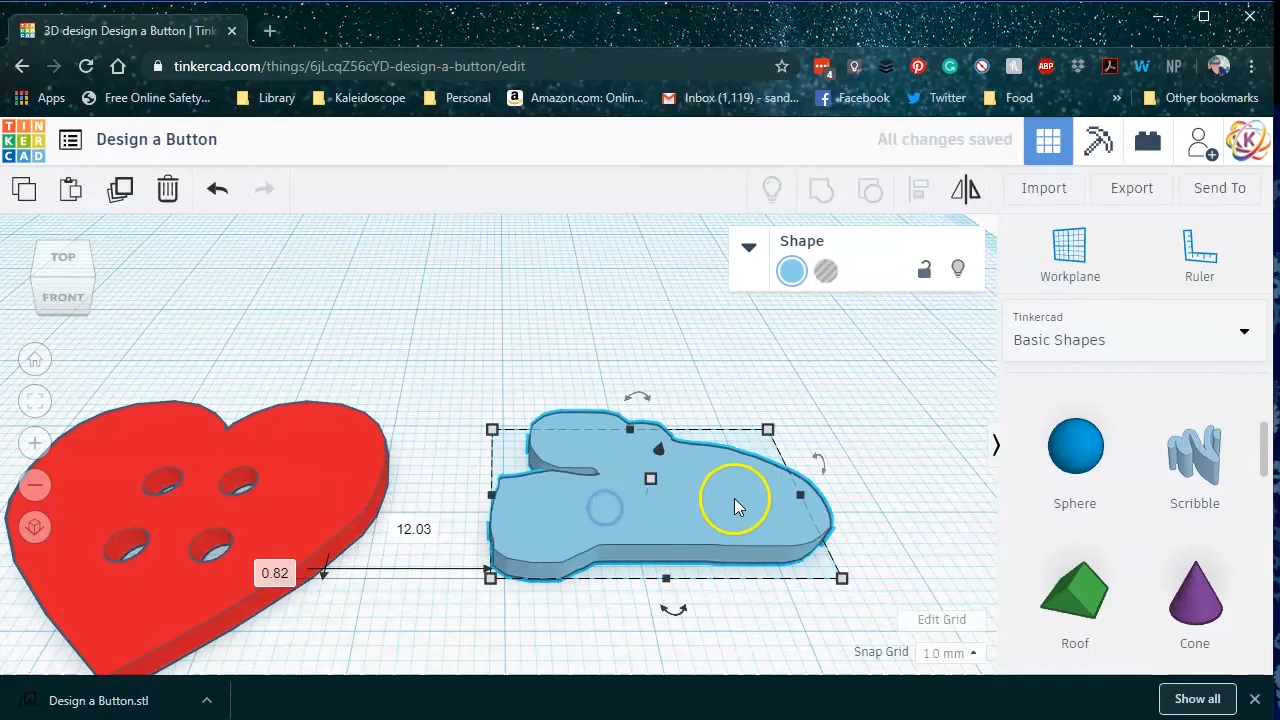 3D design Design a Button | Tink
tinkercad.com/things/6jLcqZ56cYD-design-a-button/edit
4
ABP
W
NP
Apps
Free Online Safety...
Library
Kaleidoscope
Personal
Amazon.com: Onlin...
Inbox (1,119) - sand...
Facebook
Twitter
Food
»
Other bookmarks
TIN
KER
CAD
Design a Button
All changes saved
K
Import
Export
Send To
TOP
FRONT
Shape
Workplane
Ruler
Tinkercad
Basic Shapes
12.03
0.82
Sphere
Scribble
Roof
Cone
Edit Grid
Snap Grid
1.0 mm
Design a Button.stl
Show all